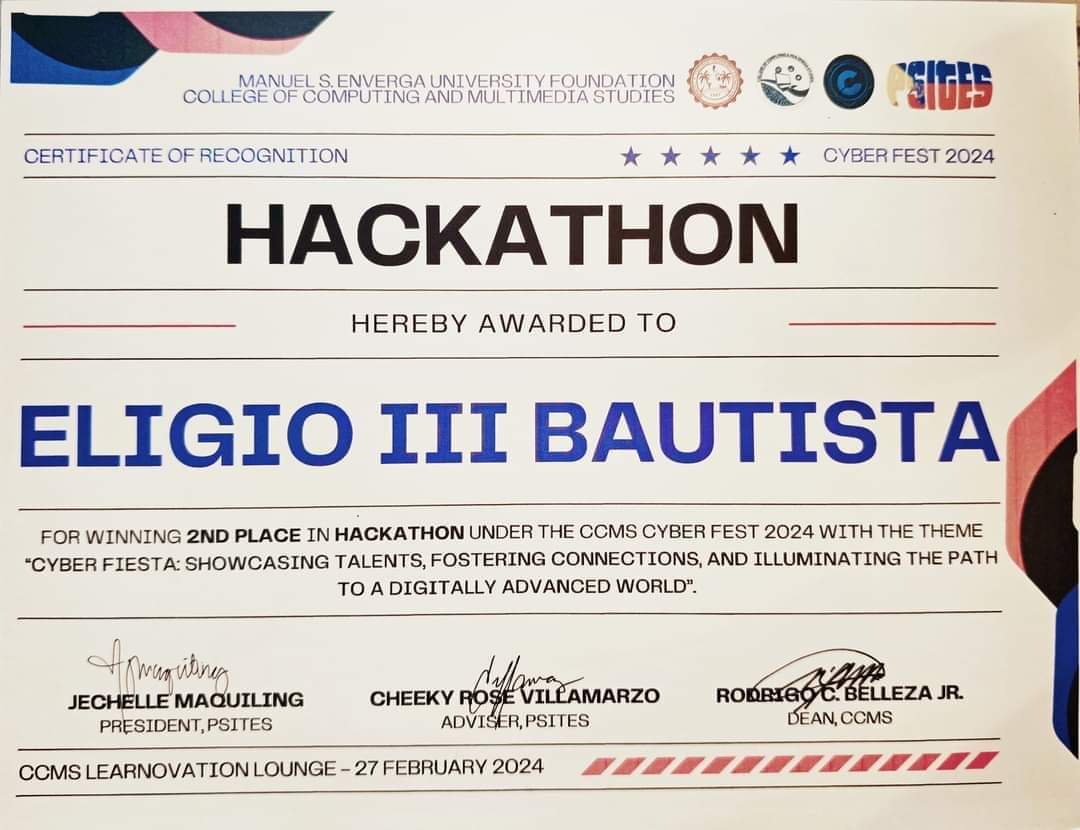 MANUEL S. ENVERGA UNIVERSITY FOUNDATION
COLLEGE OF COMPUTING AND MULTIMEDIA STUDIES
PSITES
CERTIFICATE OF RECOGNITION
CYBER FEST 2024
HACKATHON
HEREBY AWARDED TO
ELIGIO III BAUTISTA
FOR WINNING 2ND PLACE IN HACKATHON UNDER THE CCMS CYBER FEST 2024 WITH THE THEME
"CYBER FIESTA: SHOWCASING TALENTS, FOSTERING CONNECTIONS, AND ILLUMINATING THE PATH
TO A DIGITALLY ADVANCED WORLD".
JECHELLE MAQUILING
PRESIDENT, PSITES
CHEEKY ROSE VILLAMARZO
ADVISER, PSITES
RODRIGO C. BELLEZA JR.
DEAN, CCMS
CCMS LEARNOVATION LOUNGE – 27 FEBRUARY 2024